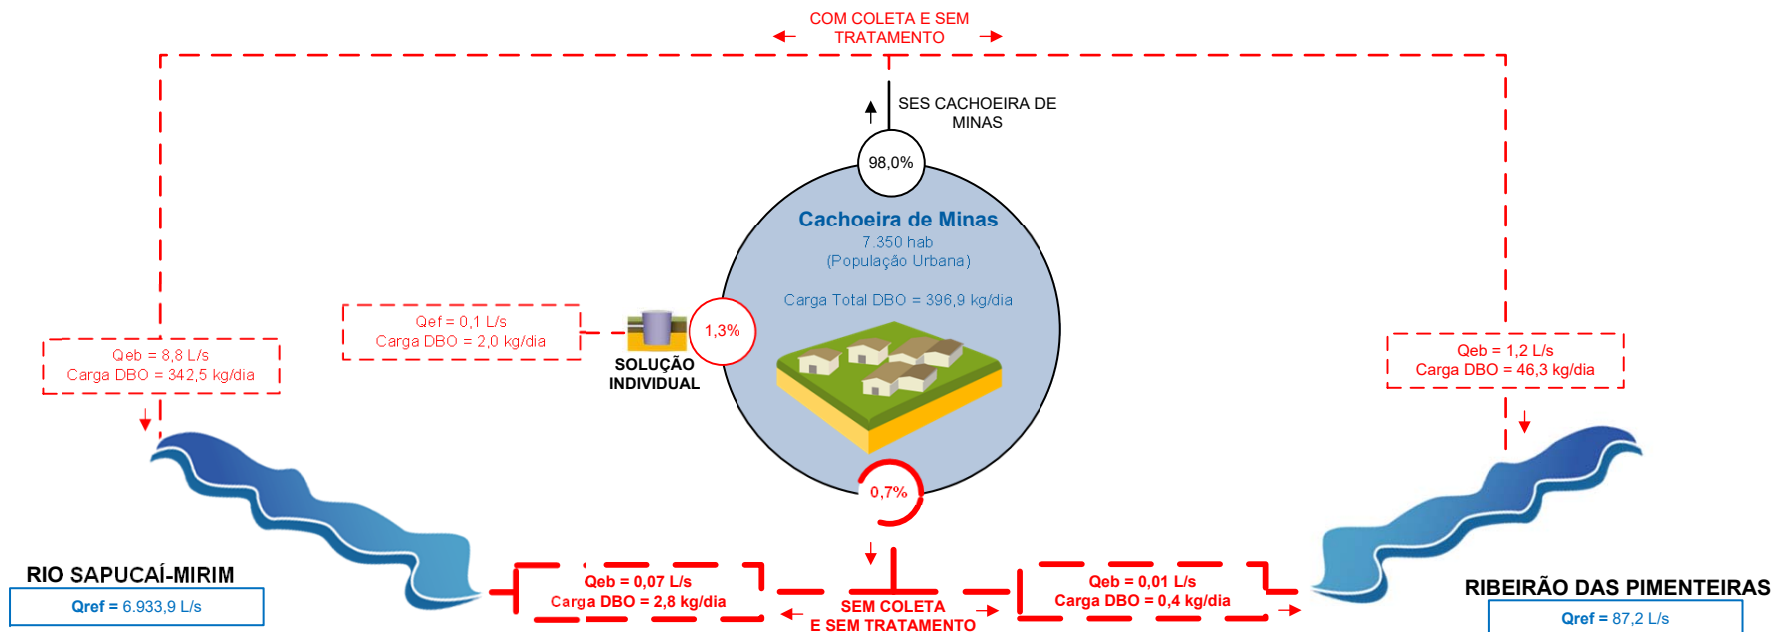 COM COLETA E SEM
TRATAMENTO
SES CACHOEIRA DE
MINAS
98,0%
Cachoeira de Minas
7.350 hab
(População Urbana)
Carga Total DBO = 396,9 kg/dia
Qef = 0,1 L/s
Carga DBO = 2,0 kg/dia
1,3%
SOLUÇÃO
INDIVIDUAL
Qeb = 8,8 L/s
Carga DBO = 342,5 kg/dia
Qeb = 1,2 L/s
Carga DBO = 46,3 kg/dia
0,7%
RIO SAPUCAÍ-MIRIM
Qref = 6.933,9 L/s
Qeb = 0,07 L/s
Carga DBO = 2,8 kg/dia
SEM COLETA
E SEM TRATAMENTO
Qeb = 0,01 L/s
Carga DBO = 0,4 kg/dia
RIBEIRÃO DAS PIMENTEIRAS
Qref = 87,2 L/s